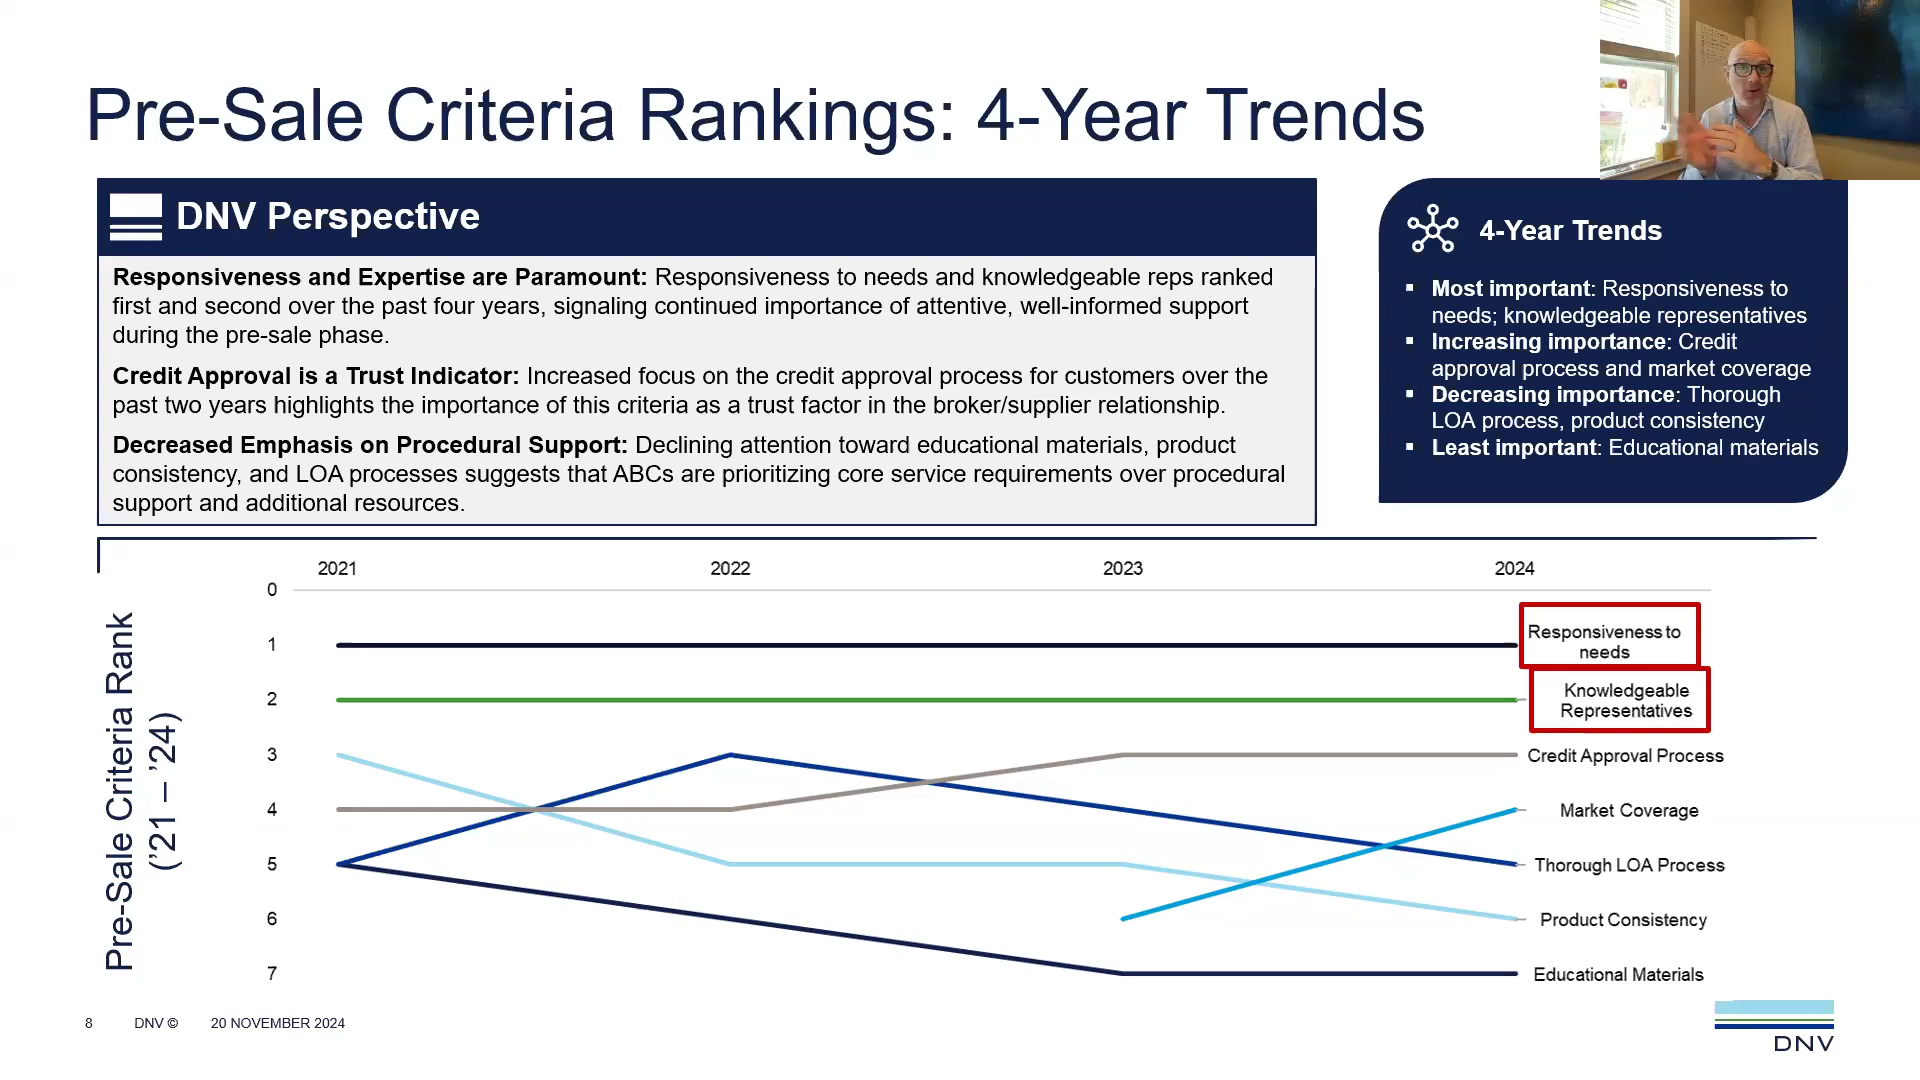 Pre-Sale Criteria Rankings: 4-Year Trends
DNV Perspective
Responsiveness and Expertise are Paramount: Responsiveness to needs and knowledgeable reps ranked
first and second over the past four years, signaling continued importance of attentive, well-informed support
during the pre-sale phase.
Credit Approval is a Trust Indicator: Increased focus on the credit approval process for customers over the
past two years highlights the importance of this criteria as a trust factor in the broker/supplier relationship.
Decreased Emphasis on Procedural Support: Declining attention toward educational materials, product
consistency, and LOA processes suggests that ABCs are prioritizing core service requirements over procedural
support and additional resources.
4-Year Trends
▪ Most important: Responsiveness to
needs; knowledgeable representatives
▪ Increasing importance: Credit
approval process and market coverage
▪ Decreasing importance: Thorough
LOA process, product consistency
▪ Least important: Educational materials
Pre-Sale Criteria Rank
('21 – '24)
2021 2022 2023 2024
0
1
2
3
4
5
6
7
Responsiveness to
needs
Knowledgeable
Representatives
Credit Approval Process
Market Coverage
Thorough LOA Process
Product Consistency
Educational Materials
8 DNV © 20 NOVEMBER 2024
DNV